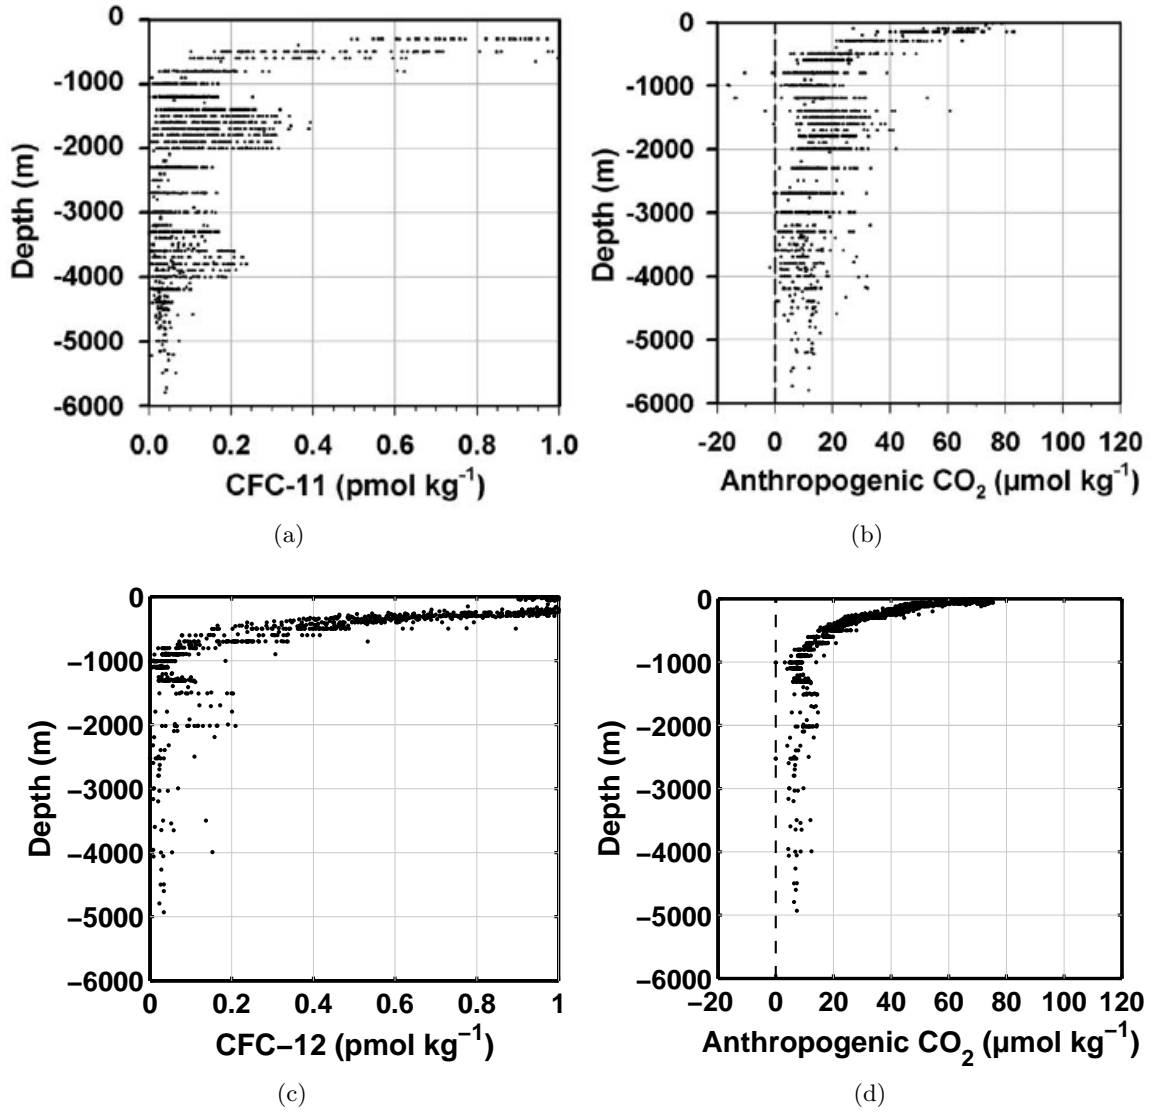 0
-1000
-2000
-3000
-4000
-5000
-6000
Depth (m)
0.0 0.2 0.4 0.6 0.8 1.0
CFC-11 (pmol kg⁻¹)
(a)
0
-1000
-2000
-3000
-4000
-5000
-6000
Depth (m)
-20 0 20 40 60 80 100 120
Anthropogenic CO₂ (µmol kg⁻¹)
(b)
0
−1000
−2000
−3000
−4000
−5000
−6000
Depth (m)
0 0.2 0.4 0.6 0.8 1
CFC−12 (pmol kg⁻¹)
(c)
0
−1000
−2000
−3000
−4000
−5000
−6000
Depth (m)
−20 0 20 40 60 80 100 120
Anthropogenic CO₂ (µmol kg⁻¹)
(d)